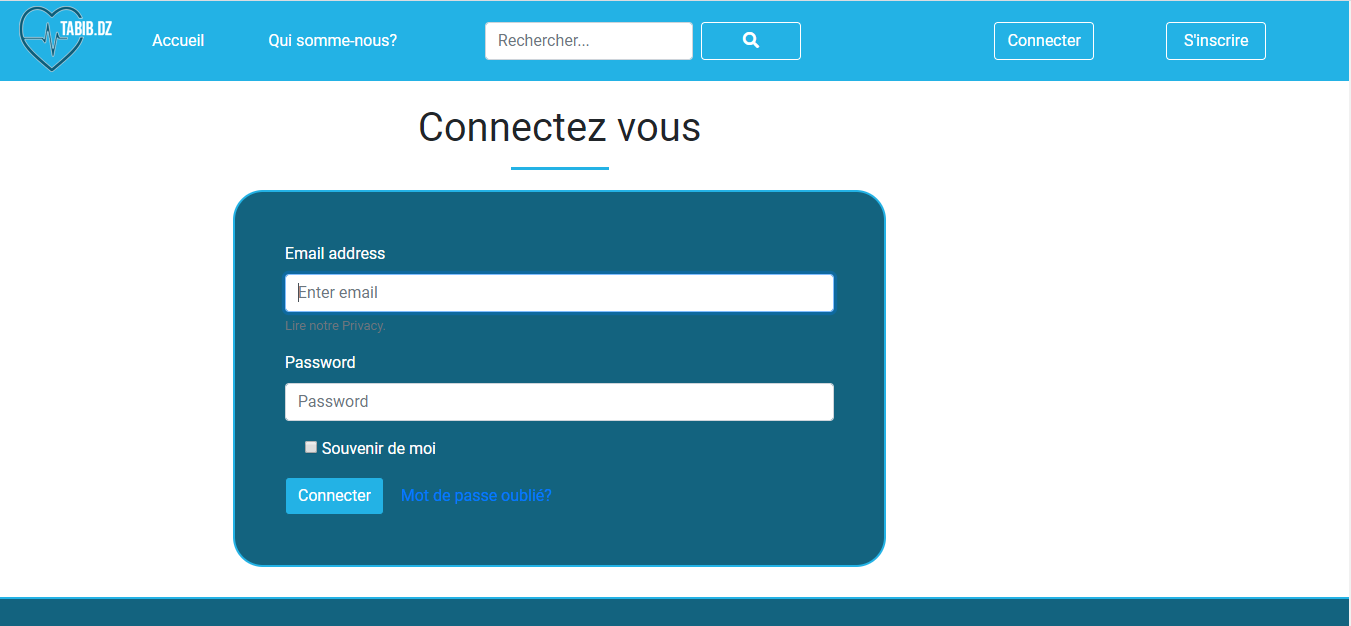 TABIB.DZ
Accueil
Qui somme-nous?
Rechercher...
Connecter
S'inscrire
Connectez vous
Email address
Enter email
Lire notre Privacy.
Password
Password
Souvenir de moi
Connecter
Mot de passe oublié?